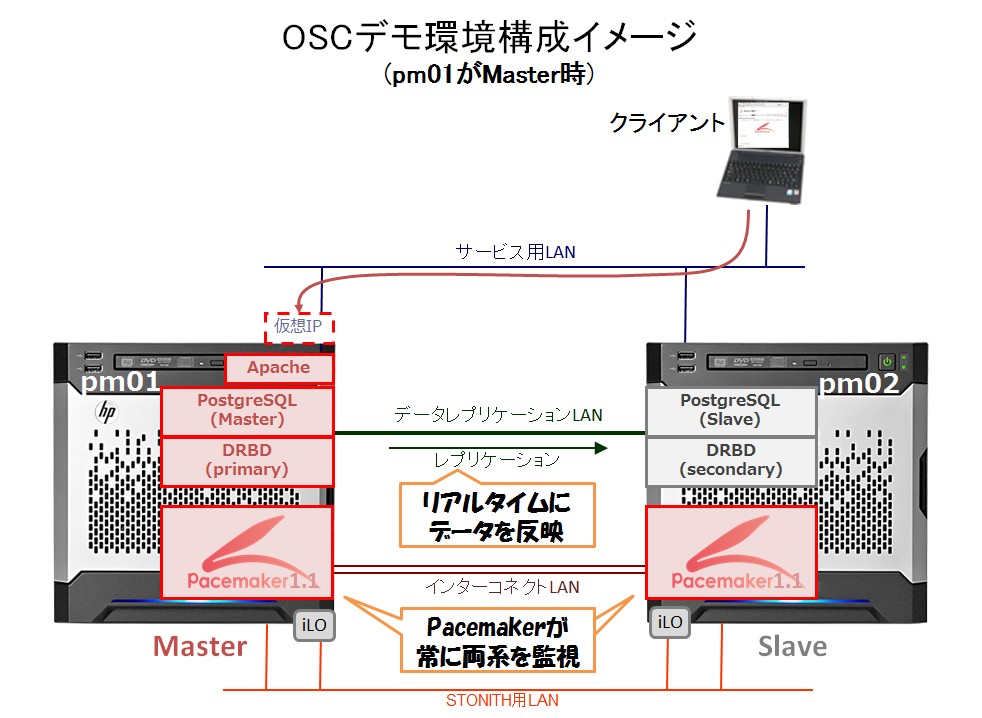 OSCデモ環境構成イメージ
(pm01がMaster時)
クライアント
サービス用LAN
仮想IP
pm01
Apache
hp
PostgreSQL
(Master)
DRBD
(primary)
Pacemaker1.1
iLO
Master
データレプリケーションLAN
レプリケーション
リアルタイムに
データを反映
インターコネクトLAN
Pacemakerが
常に両系を監視
pm02
PostgreSQL
(Slave)
DRBD
(secondary)
Pacemaker1.1
iLO
Slave
STONITH用LAN